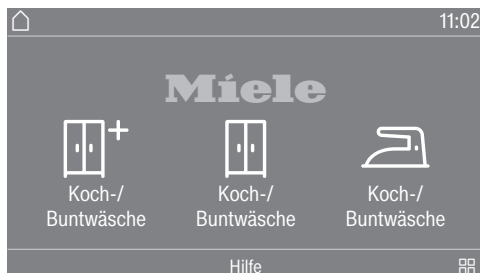 11:02
Miele
Koch-/
Buntwäsche
Koch-/
Buntwäsche
Koch-/
Buntwäsche
Hilfe